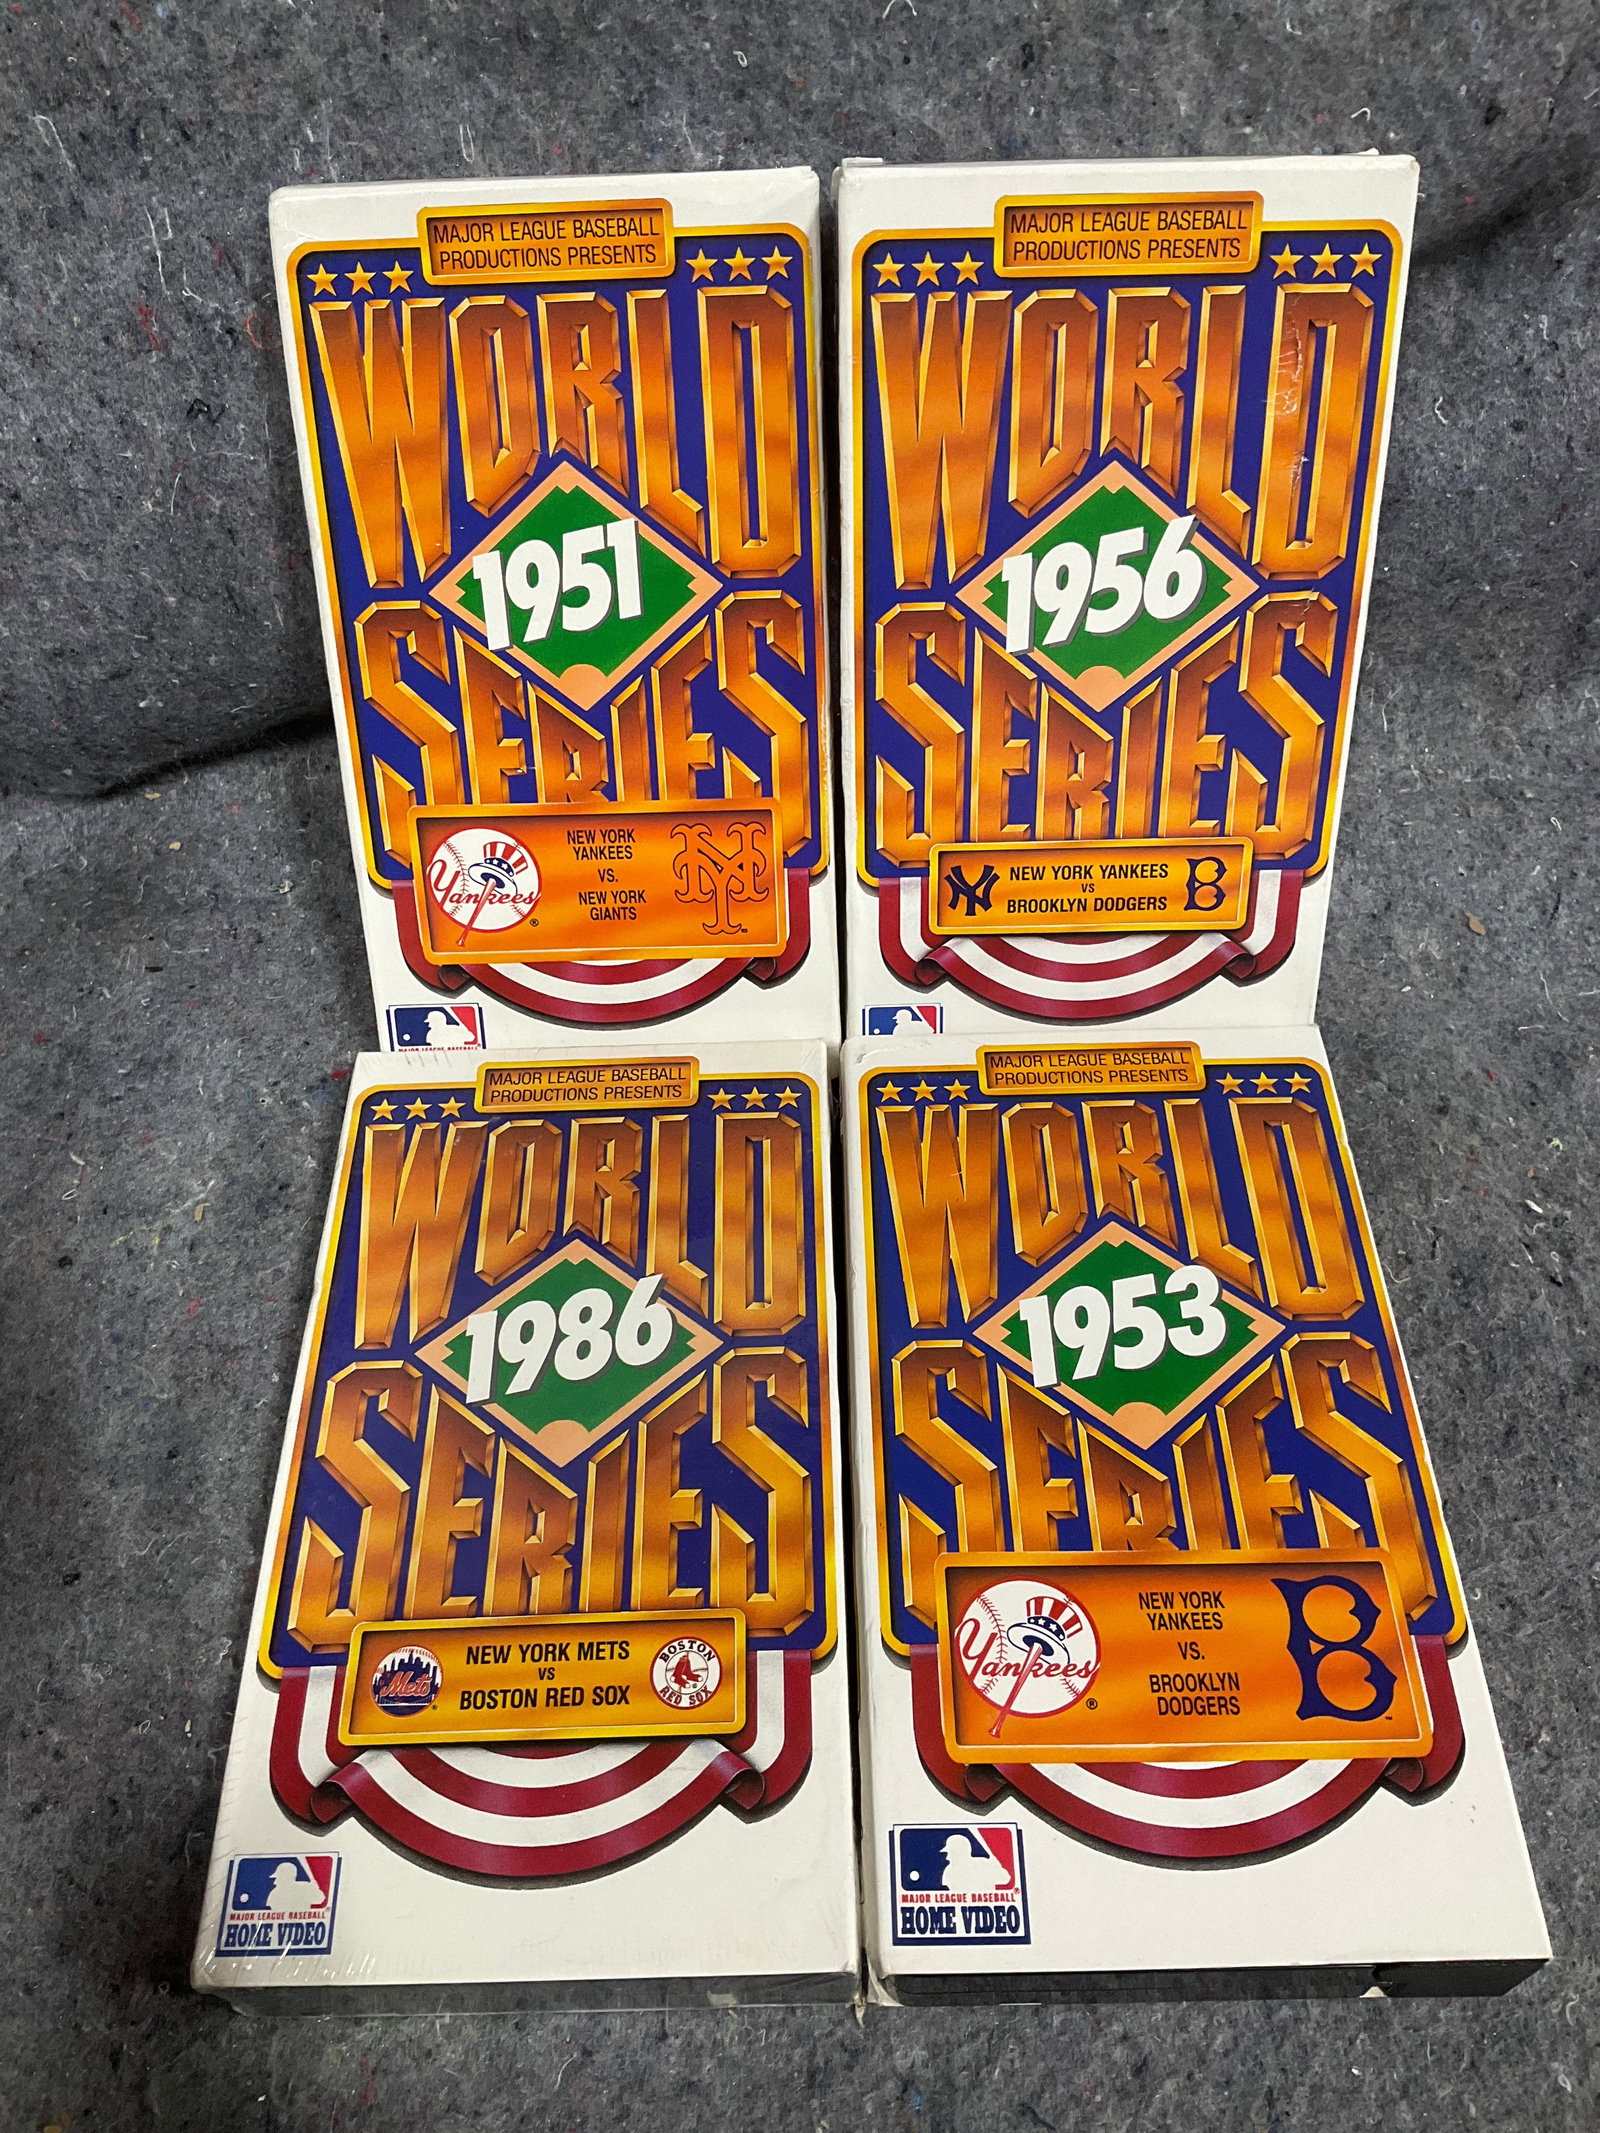 MAJOR LEAGUE BASEBALL
PRODUCTIONS PRESENTS
WORLD
1951
SERIES
Yankees
®
NEW YORK
YANKEES
VS.
NEW YORK
GIANTS
NY
MAJOR LEAGUE BASEBALL
MAJOR LEAGUE BASEBALL
PRODUCTIONS PRESENTS
WORLD
1956
SERIES
NY
NEW YORK YANKEES
VS
BROOKLYN DODGERS
B
MAJOR LEAGUE BASEBALL
PRODUCTIONS PRESENTS
WORLD
1986
SERIES
Mets
NEW YORK METS
VS
BOSTON RED SOX
BOSTON
RED SOX
MAJOR LEAGUE BASEBALL®
HOME VIDEO
MAJOR LEAGUE BASEBALL
PRODUCTIONS PRESENTS
WORLD
1953
SERIES
Yankees
®
NEW YORK
YANKEES
VS.
BROOKLYN
DODGERS
B
™
MAJOR LEAGUE BASEBALL®
HOME VIDEO